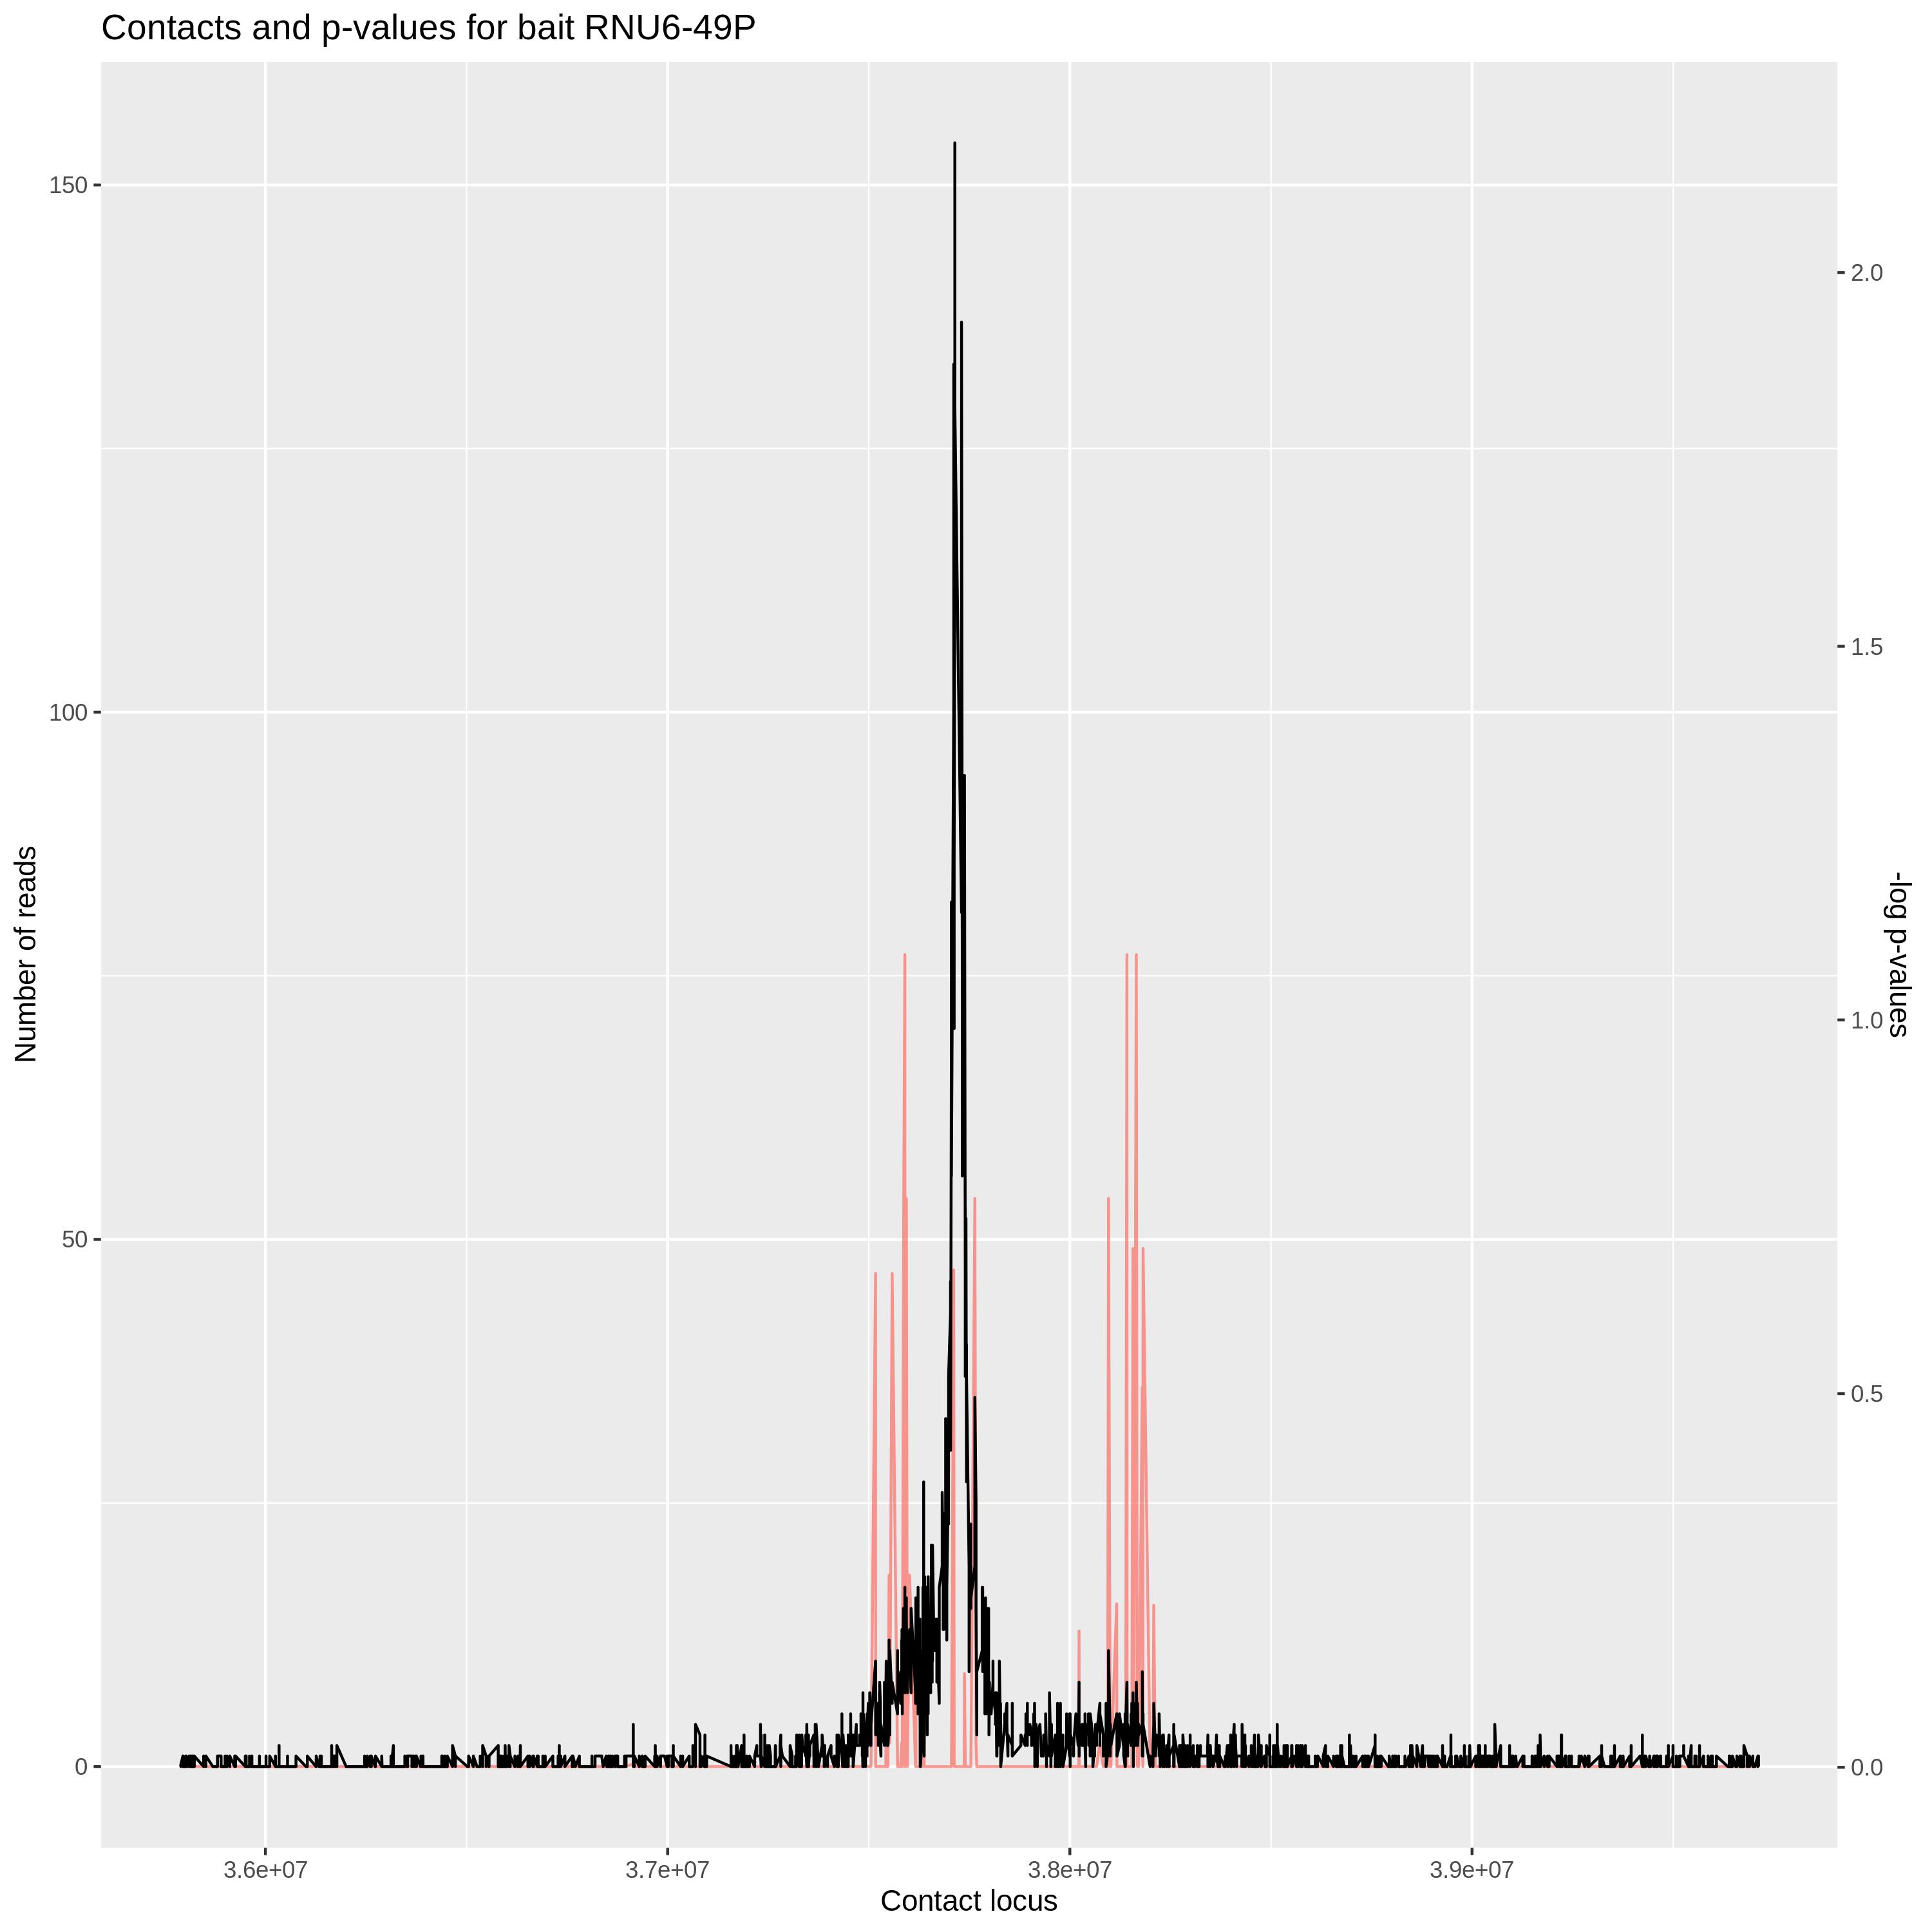 Contacts and p-values for bait RNU6-49P
150
100
50
0
Number of reads
2.0
1.5
1.0
0.5
0.0
-log p-values
3.6e+07
3.7e+07
3.8e+07
3.9e+07
Contact locus